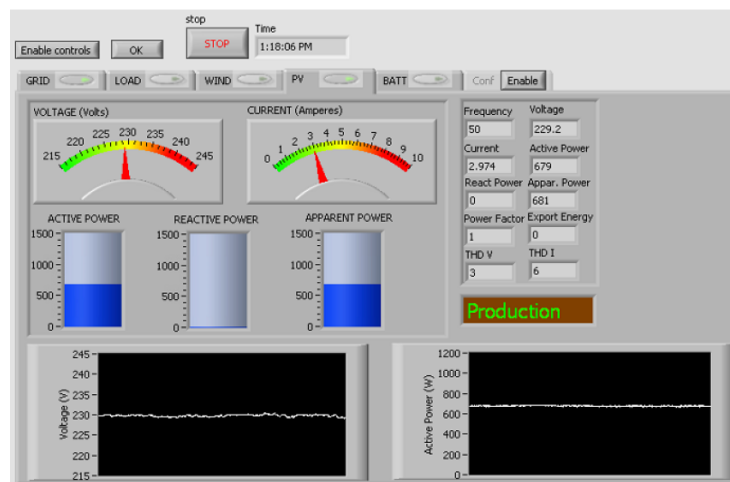 stop
Time
Enable controls OK STOP 1:18:06 PM
GRID LOAD WIND PV BATT Conf Enable
VOLTAGE (Volts) CURRENT (Amperes)
215 220 225 230 235 240 245
0 1 2 3 4 5 6 7 8 9 10
Frequency Voltage
50 229.2
Current Active Power
2.974 679
React Power Appar. Power
0 681
Power Factor Export Energy
1 0
THD V THD I
3 6
Production
ACTIVE POWER REACTIVE POWER APPARENT POWER
1500 1500 1500
1000 1000 1000
500 500 500
0 0 0
Voltage (V)
245
240
235
230
225
220
215
Active Power (W)
1200
1000
800
600
400
200
0